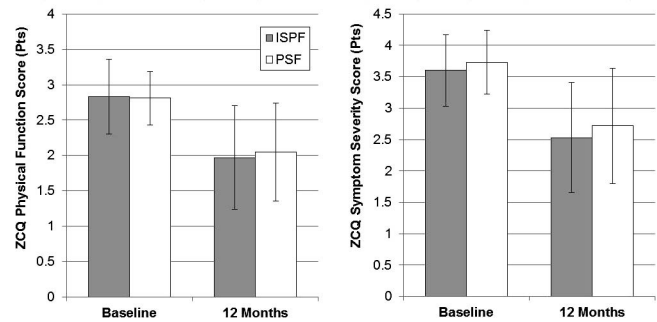 ZCQ Physical Function Score (Pts)
4
3.5
3
2.5
2
1.5
1
0.5
0
ISPF
PSF
Baseline
12 Months
ZCQ Symptom Severity Score (Pts)
4.5
4
3.5
3
2.5
2
1.5
1
0.5
0
Baseline
12 Months